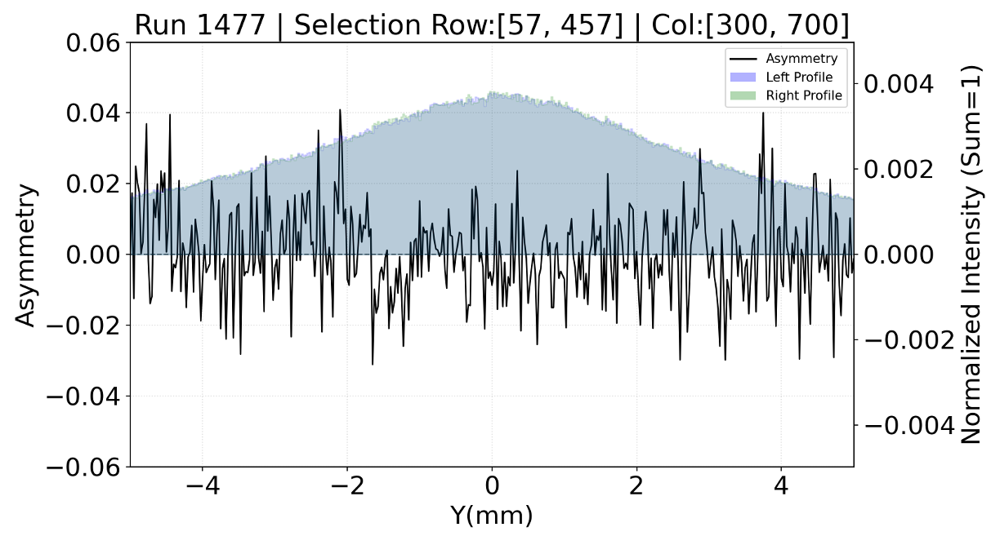 Run 1477 | Selection Row:[57, 457] | Col:[300, 700]
Asymmetry
Left Profile
Right Profile
0.06
0.04
0.02
0.00
−0.02
−0.04
−0.06
Asymmetry
0.004
0.002
0.000
−0.002
−0.004
Normalized Intensity (Sum=1)
−4
−2
0
2
4
Y(mm)